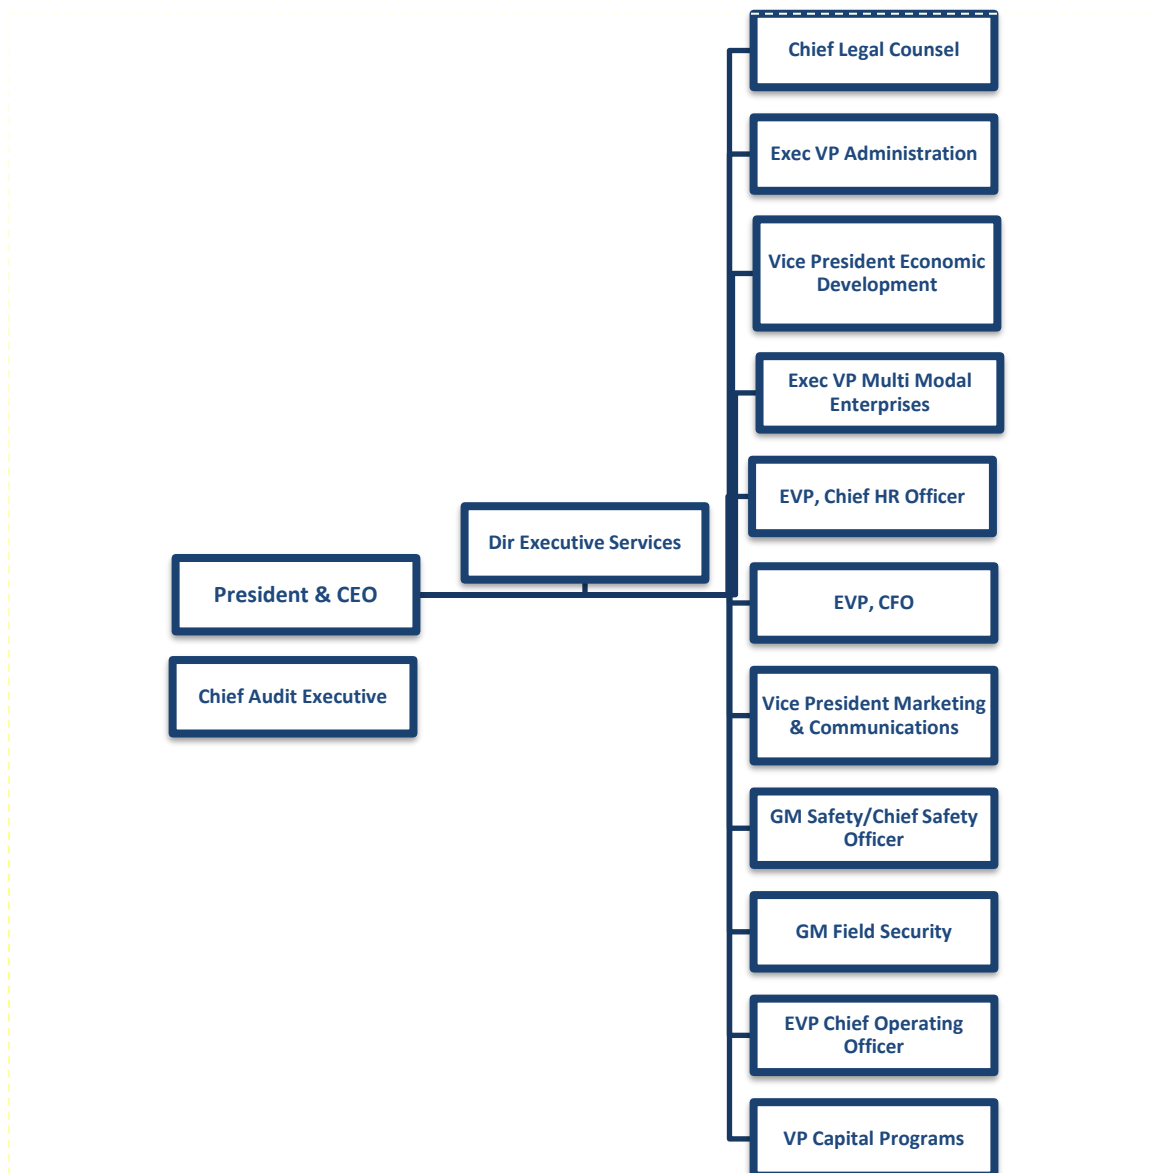 Chief Legal Counsel
Exec VP Administration
Vice President Economic
Development
Exec VP Multi Modal
Enterprises
EVP, Chief HR Officer
Dir Executive Services
President & CEO
EVP, CFO
Chief Audit Executive
Vice President Marketing
& Communications
GM Safety/Chief Safety
Officer
GM Field Security
EVP Chief Operating
Officer
VP Capital Programs